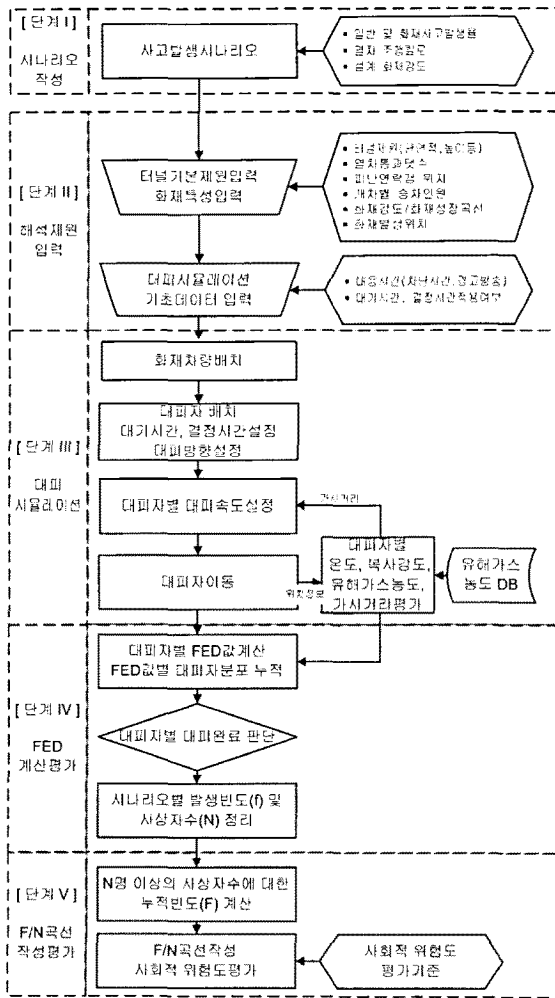 [ 단계 I ]
시나리오
작성
사고발생시나리오
• 일반 및 화재사고발생율
• 열차 주행킬로
• 설계 화재강도
[ 단계 II ]
해석제원
입력
터널기본제원입력
화재특성입력
• 터널제원(단면적,높이등)
• 열차통과댓수
• 피난연락갱 위치
• 객차별 승차인원
• 화재강도/화재성장곡선
• 화재발생위치
대피시뮬레이션
기초데이터 입력
• 대응시간(차단시간,경고방송)
• 대기시간, 결정시간적용여부
[ 단계 III ]
대피
시뮬레이션
화재차량배치
대피자 배치
대기시간, 결정시간설정
대피방향설정
대피자별 대피속도설정
가시거리
대피자이동
위치정보
대피자별
온도, 복사강도,
유해가스농도,
가시거리평가
유해가스
농도 DB
[ 단계 IV ]
FED
계산평가
대피자별 FED값계산
FED값별 대피자분포 누적
대피자별 대피완료 판단
시나리오별 발생빈도(f) 및
사상자수(N) 정리
[ 단계 V ]
F/N곡선
작성평가
N명 이상의 사상자수에 대한
누적빈도(F) 계산
F/N곡선작성
사회적 위험도평가
사회적 위험도
평가기준